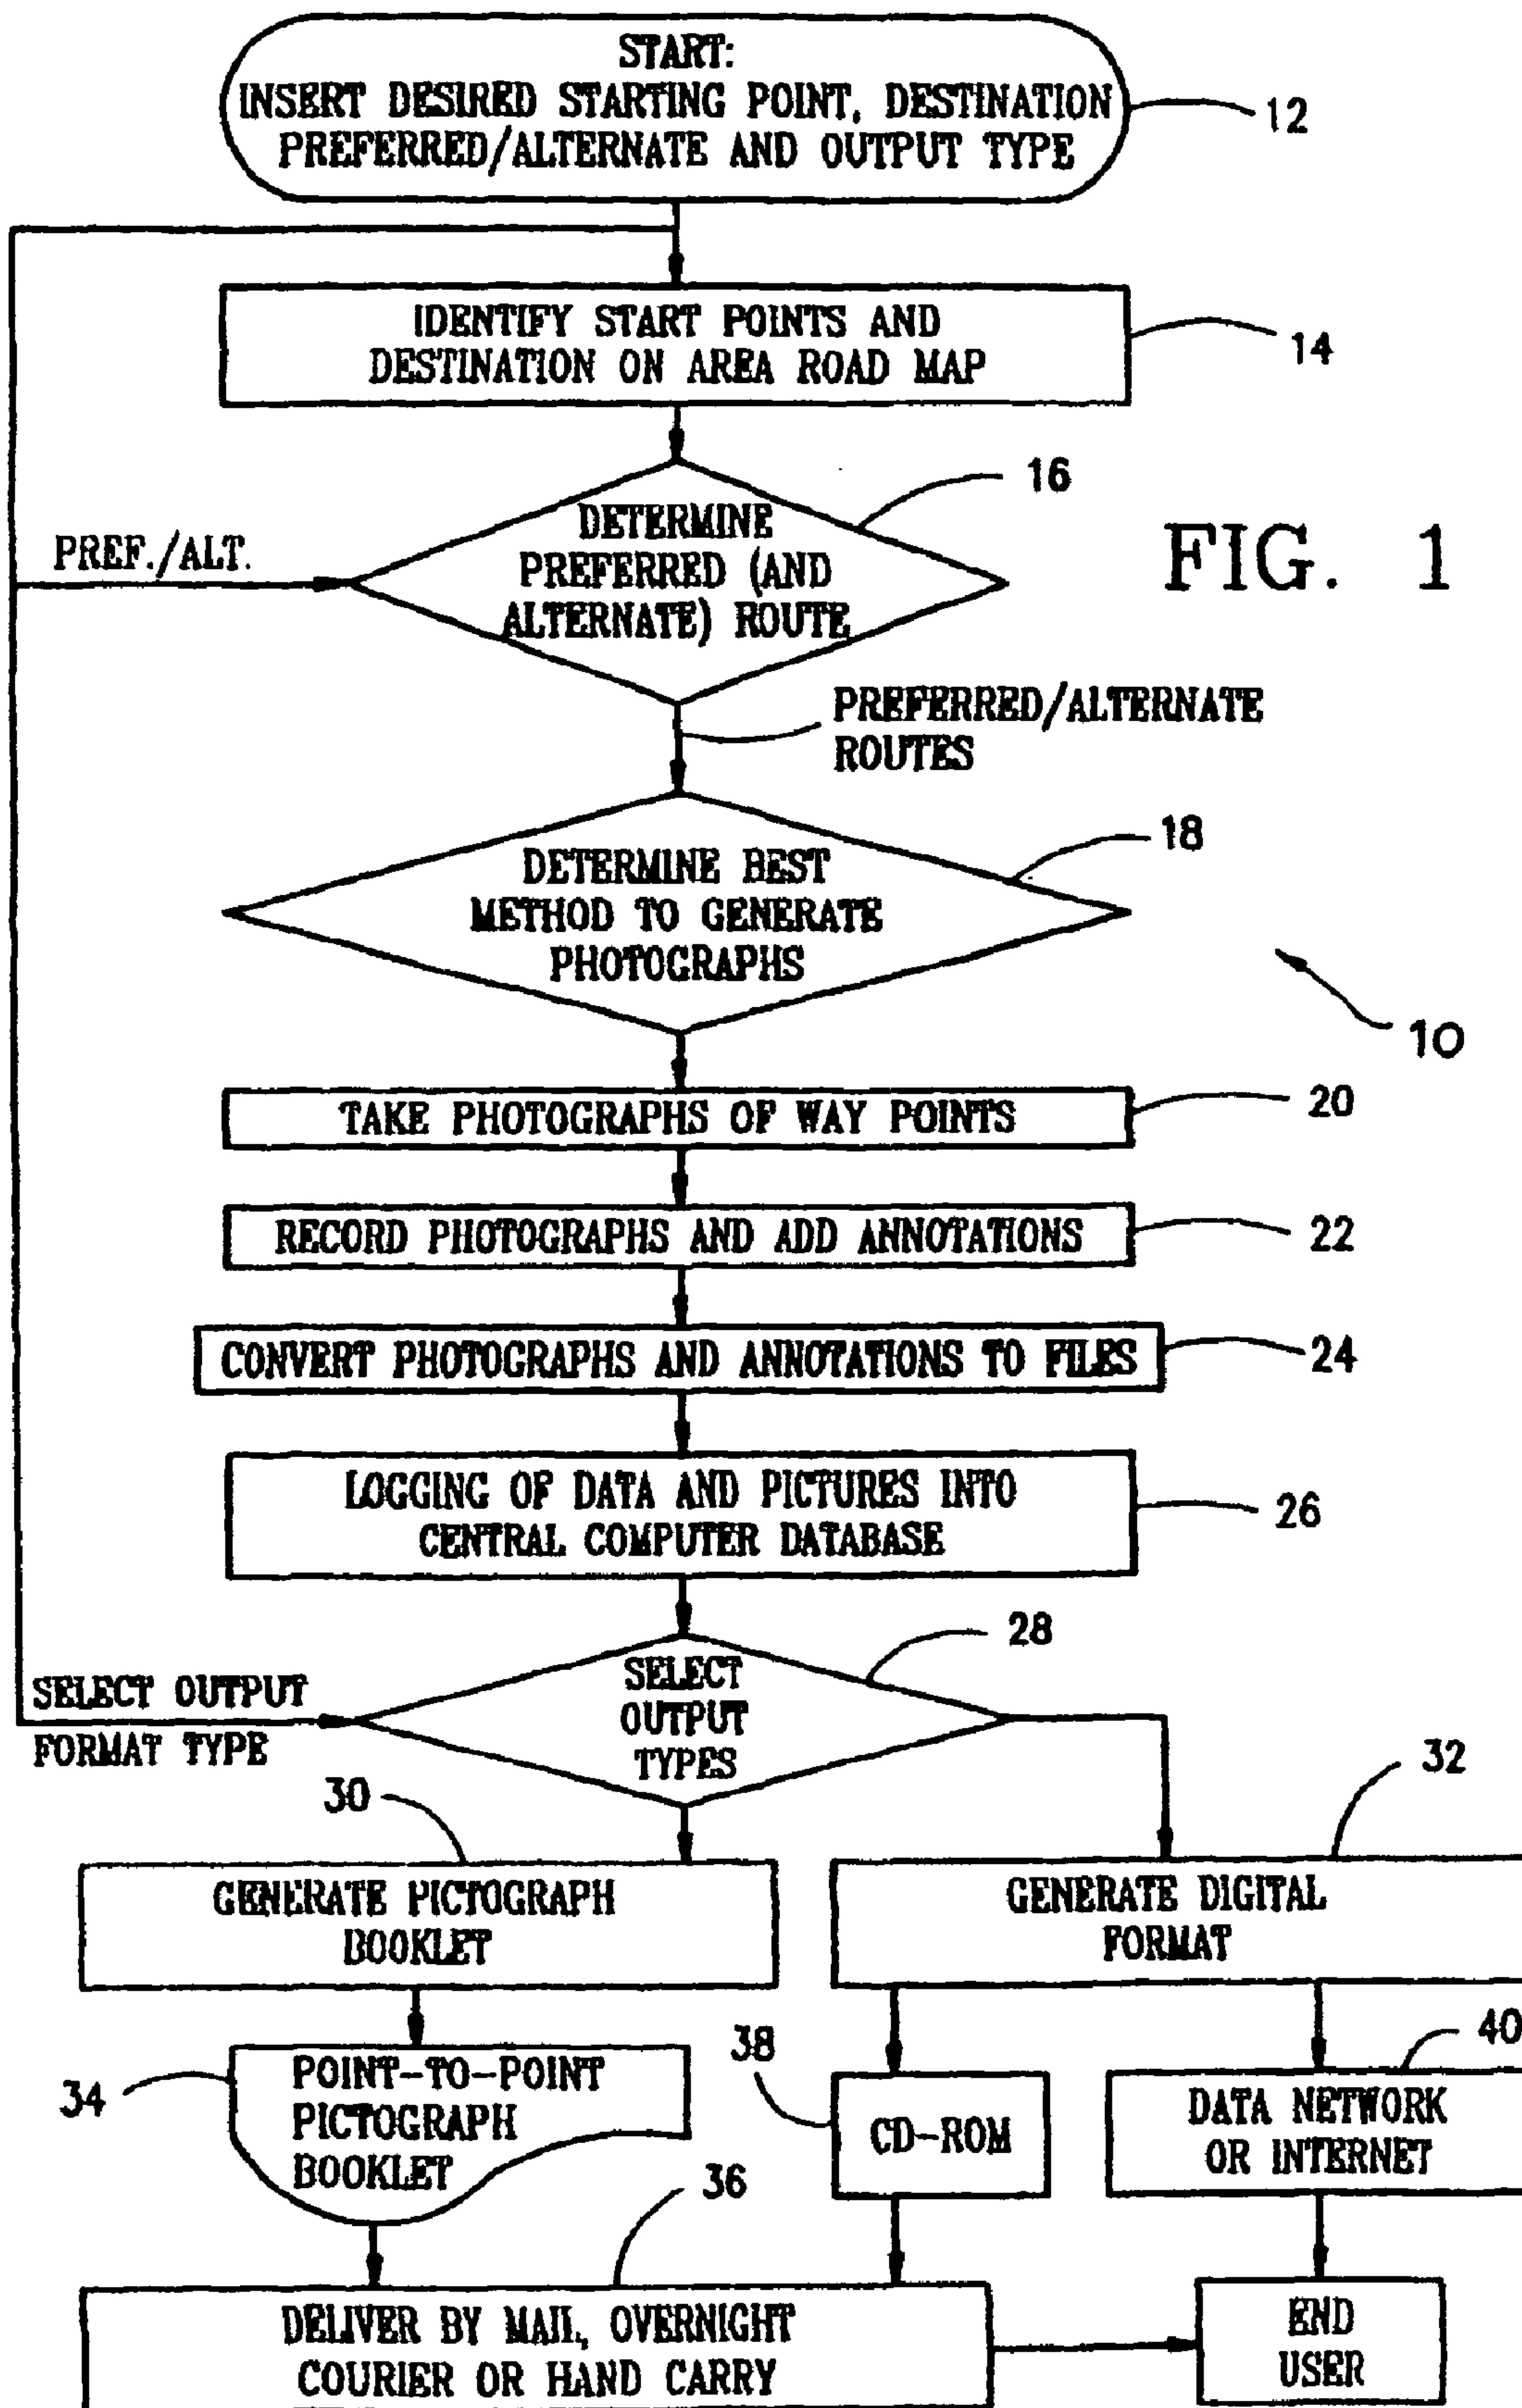 START:
INSERT DESIRED STARTING POINT, DESTINATION
PREFERRED/ALTERNATE AND OUTPUT TYPE
12
IDENTIFY START POINTS AND
DESTINATION ON AREA ROAD MAP
14
PREF./ALT.
DETERMINE
PREFERRED (AND
ALTERNATE) ROUTE
16
FIG. 1
PREFERRED/ALTERNATE
ROUTES
DETERMINE BEST
METHOD TO GENERATE
PHOTOGRAPHS
18
10
TAKE PHOTOGRAPHS OF WAY POINTS
20
RECORD PHOTOGRAPHS AND ADD ANNOTATIONS
22
CONVERT PHOTOGRAPHS AND ANNOTATIONS TO FILES
24
LOGGING OF DATA AND PICTURES INTO
CENTRAL COMPUTER DATABASE
26
SELECT OUTPUT
FORMAT TYPE
SELECT
OUTPUT
TYPES
28
30
GENERATE PICTOGRAPH
BOOKLET
32
GENERATE DIGITAL
FORMAT
34
POINT-TO-POINT
PICTOGRAPH
BOOKLET
38
CD-ROM
40
DATA NETWORK
OR INTERNET
36
DELIVER BY MAIL, OVERNIGHT
COURIER OR HAND CARRY
END
USER